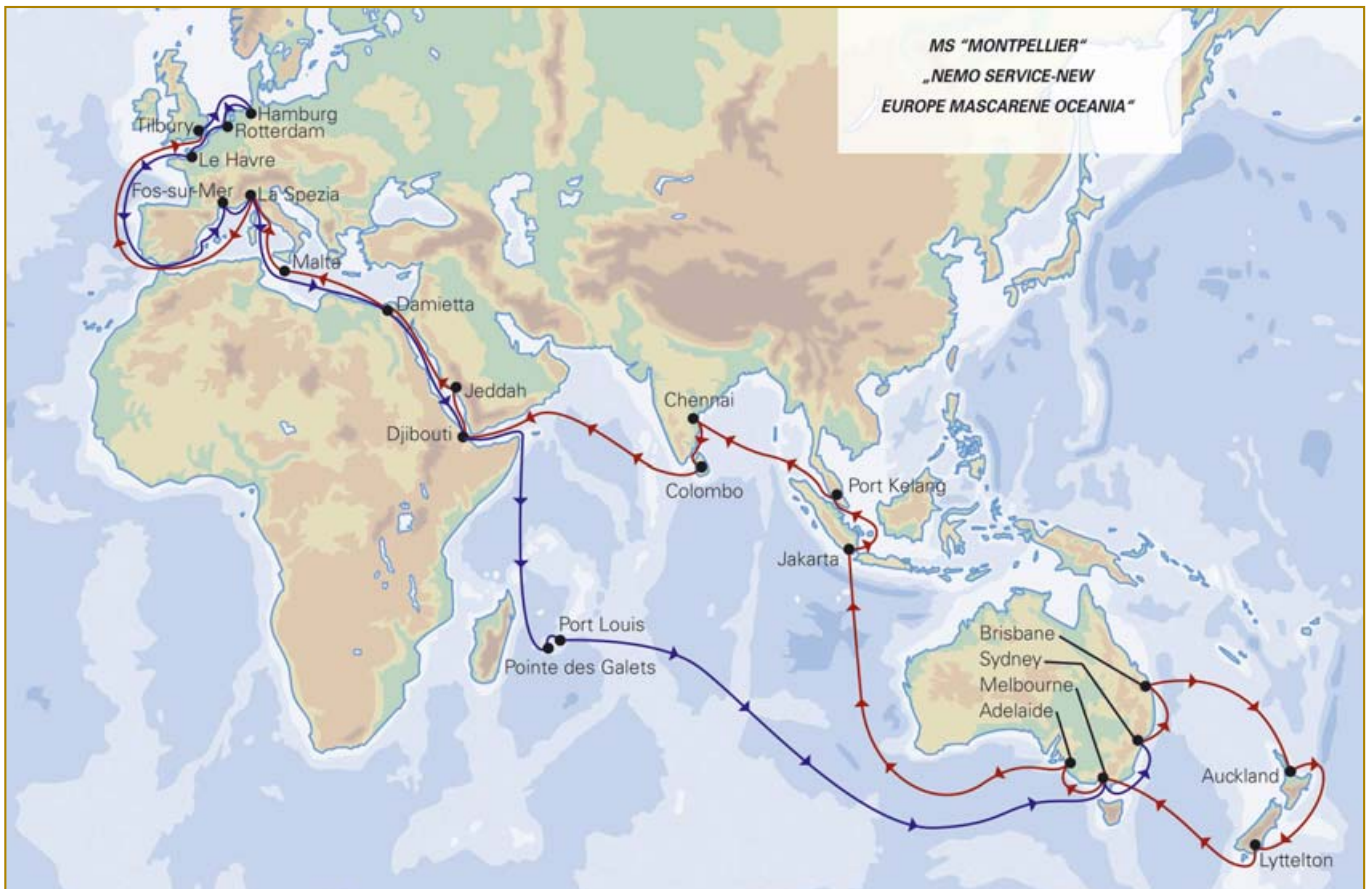 MS "MONTPELLIER"
„NEMO SERVICE-NEW
EUROPE MASCARENE OCEANIA"
Hamburg
Tilbury
Rotterdam
Le Havre
Fos-sur-Mer
La Spezia
Malta
Damietta
Jeddah
Djibouti
Chennai
Colombo
Port Kelang
Jakarta
Port Louis
Pointe des Galets
Brisbane
Sydney
Melbourne
Adelaide
Auckland
Lyttelton